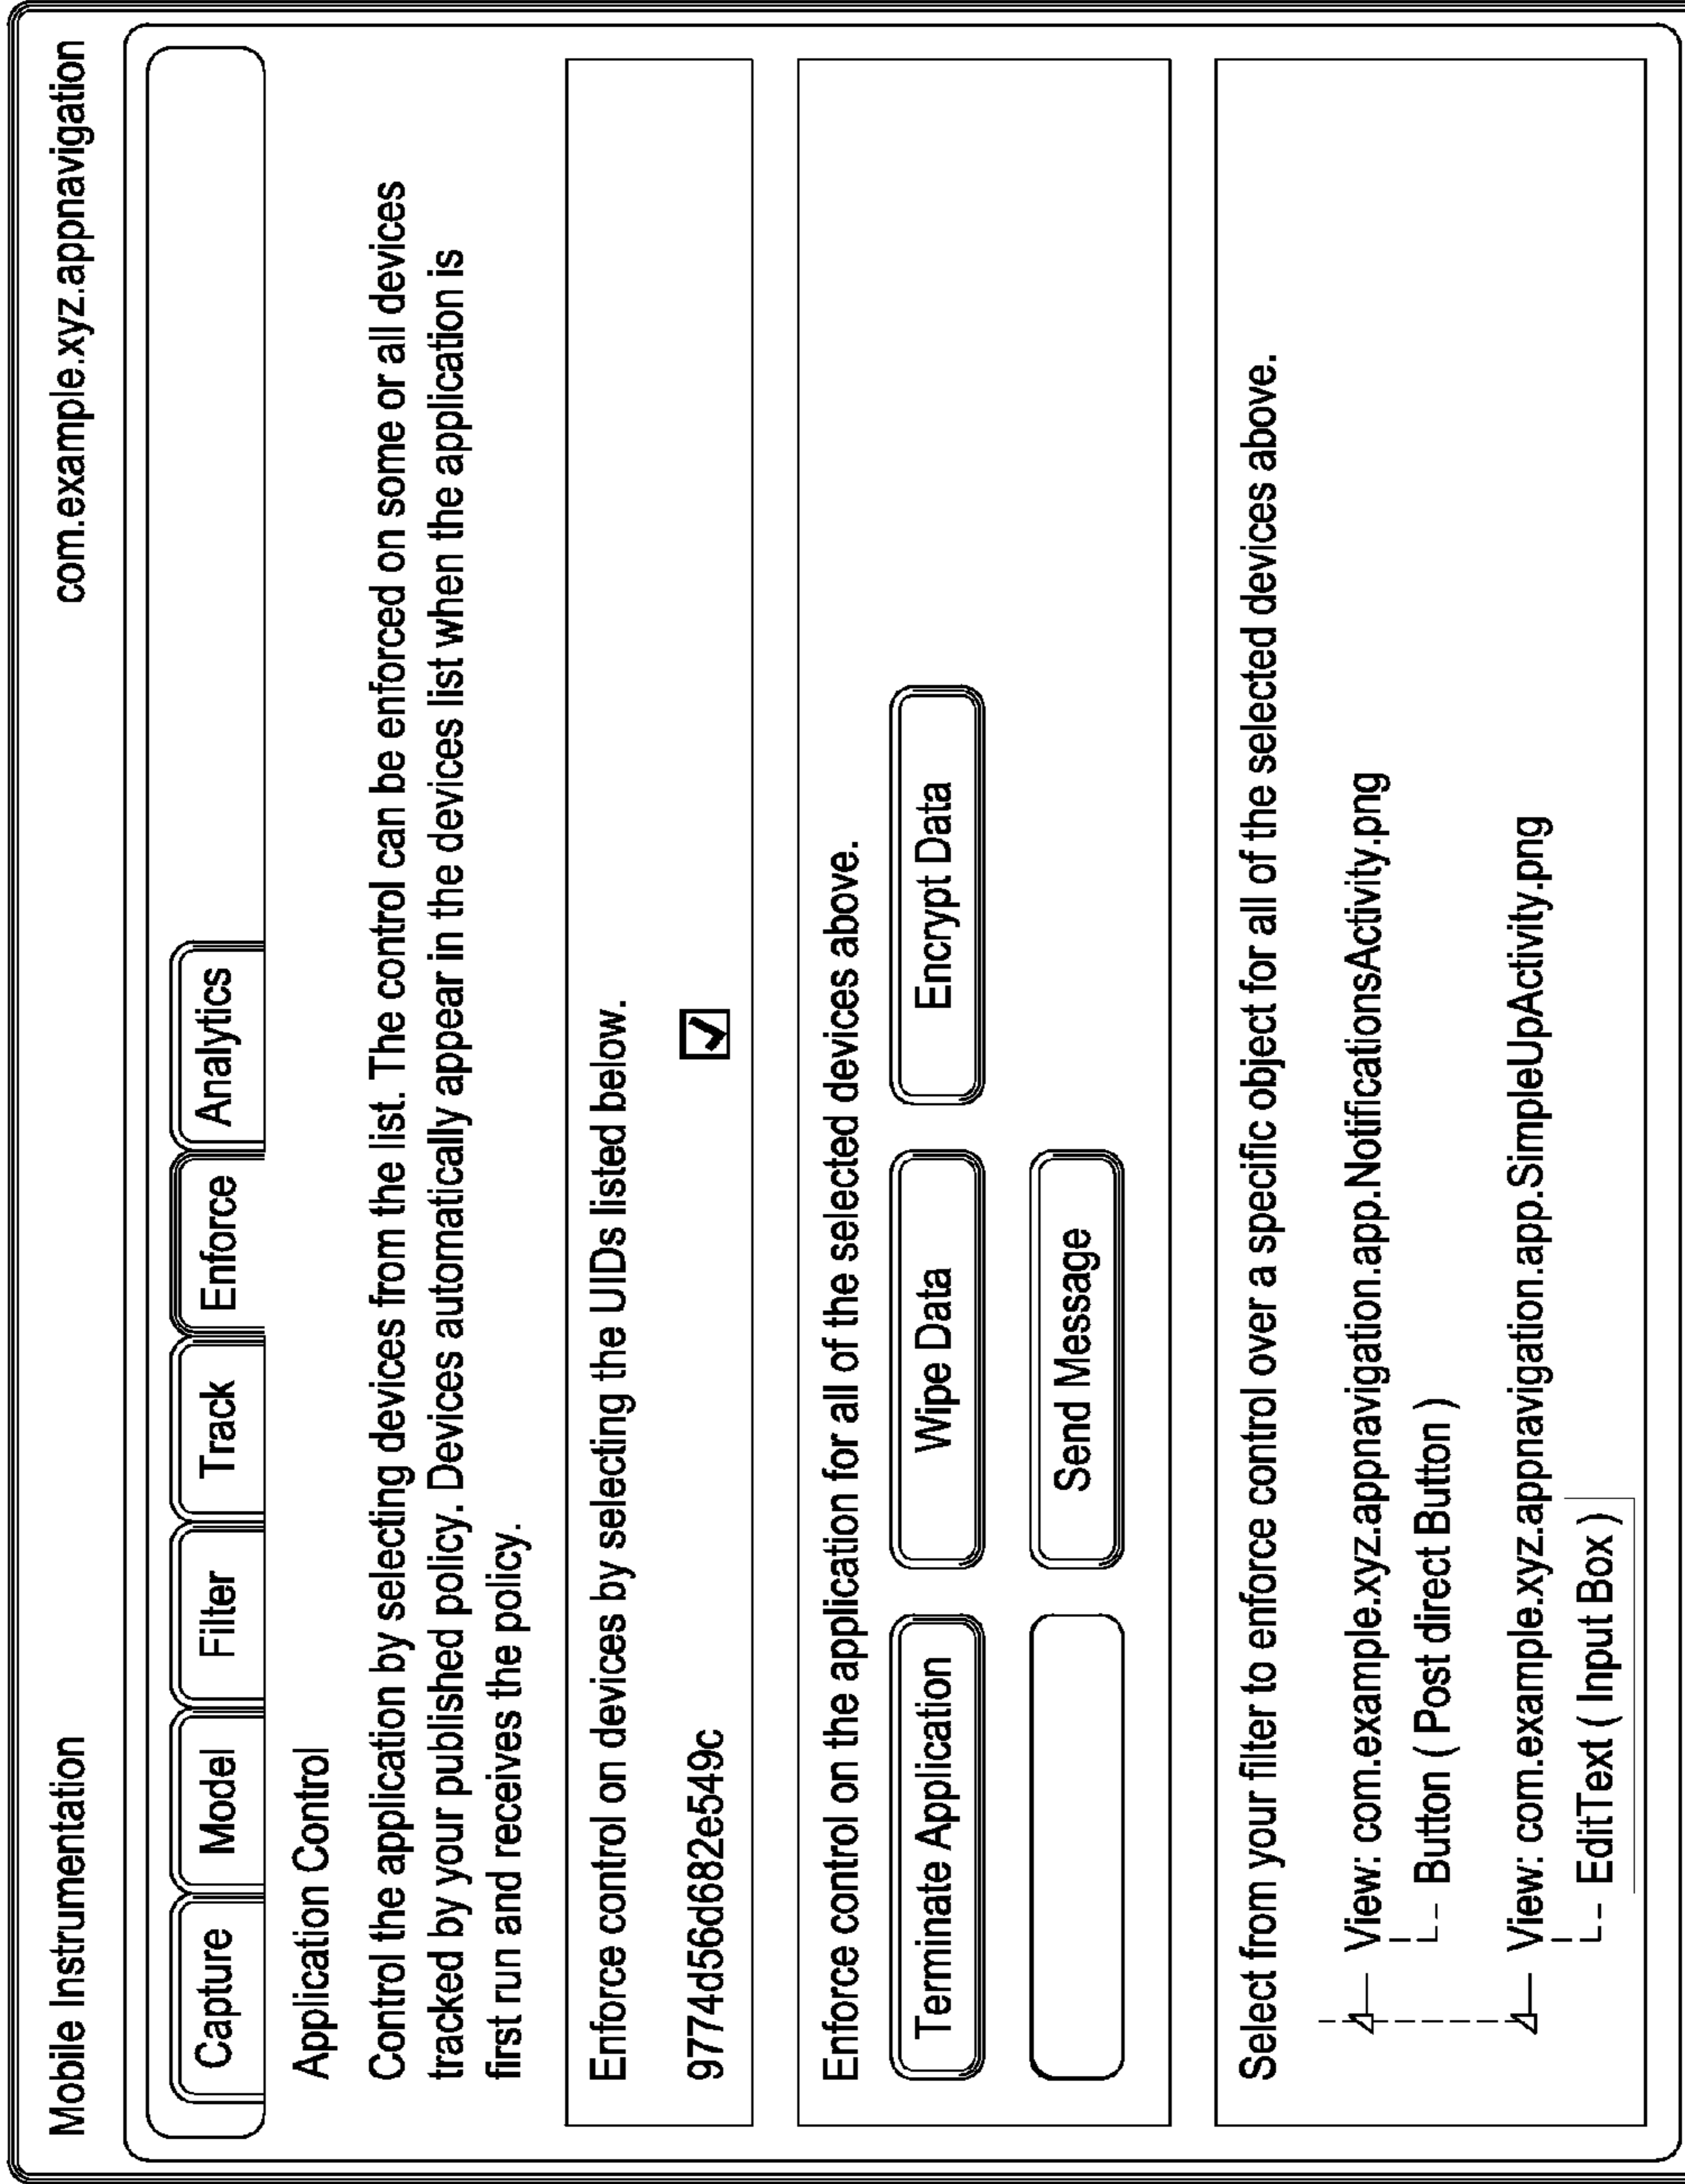 Mobile Instrumentation com.example.xyz.appnavigation
Capture Model Filter Track Enforce Analytics
Application Control
Control the application by selecting devices from the list. The control can be enforced on some or all devices
tracked by your published policy. Devices automatically appear in the devices list when the application is
first run and receives the policy.
Enforce control on devices by selecting the UIDs listed below.
9774d56d682e549c
Enforce control on the application for all of the selected devices above.
Terminate Application Wipe Data Encrypt Data
Send Message
Select from your filter to enforce control over a specific object for all of the selected devices above.
View: com.example.xyz.appnavigation.app.NotificationsActivity.png
Button ( Post direct Button )
View: com.example.xyz.appnavigation.app.SimpleUpActivity.png
EditText ( Input Box )